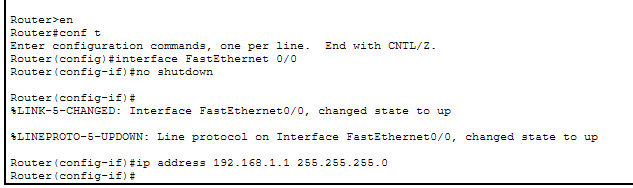 Router>en
Router#conf t
Enter configuration commands, one per line.  End with CNTL/Z.
Router(config)#interface FastEthernet 0/0
Router(config-if)#no shutdown
Router(config-if)#
%LINK-5-CHANGED: Interface FastEthernet0/0, changed state to up
%LINEPROTO-5-UPDOWN: Line protocol on Interface FastEthernet0/0, changed state to up
Router(config-if)#ip address 192.168.1.1 255.255.255.0
Router(config-if)#